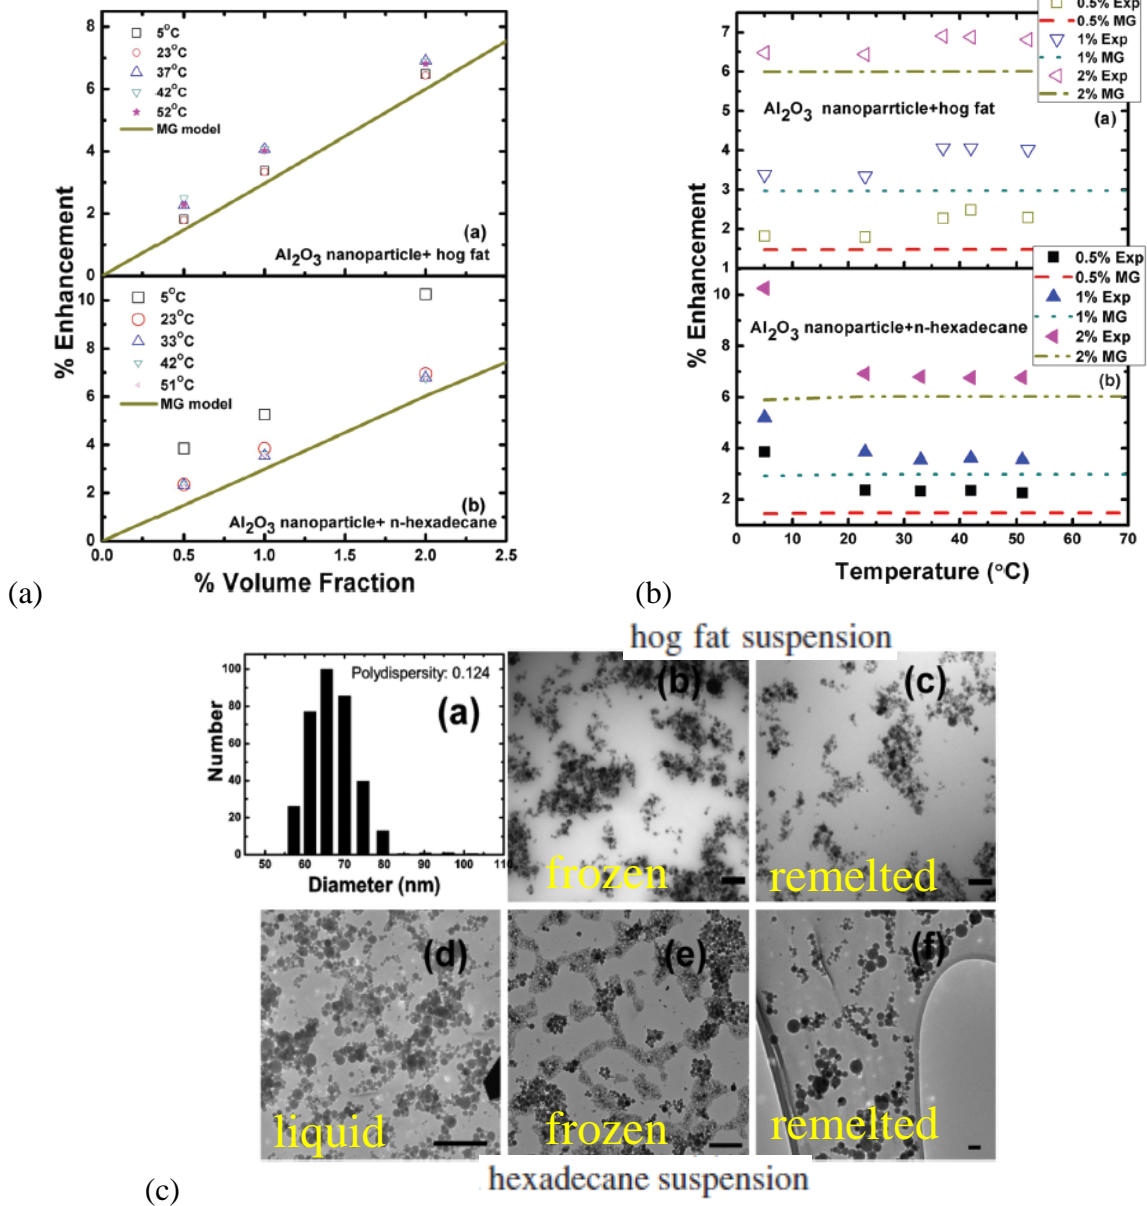 8
6
4
2
0
5°C
23°C
37°C
42°C
52°C
MG model
(a)
Al₂O₃ nanoparticle+ hog fat
% Enhancement
10
8
6
4
2
0
5°C
23°C
33°C
42°C
51°C
MG model
(b)
Al₂O₃ nanoparticle+ n-hexadecane
0.0 0.5 1.0 1.5 2.0 2.5
% Volume Fraction
(a)
0.5% Exp
0.5% MG
1% Exp
1% MG
2% Exp
2% MG
7
6
5
4
3
2
1
Al₂O₃ nanoparrticle+hog fat
(a)
% Enhancement
0.5% Exp
0.5% MG
1% Exp
1% MG
2% Exp
2% MG
10
8
6
4
2
Al₂O₃ nanoparticle+n-hexadecane
(b)
0 10 20 30 40 50 60 70
Temperature (°C)
(b)
hog fat suspension
Polydispersity: 0.124
(a)
Number
100
80
60
40
20
0
50 60 70 80 90 100 110
Diameter (nm)
(b)
frozen
(c)
remelted
(d)
liquid
(e)
frozen
(f)
remelted
hexadecane suspension
(c)